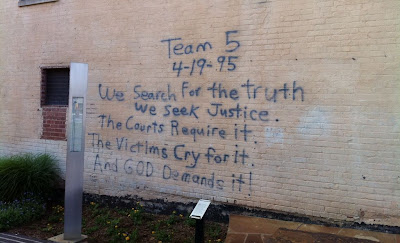 Team 5
4-19-95
We Search For the truth
We Seek Justice.
The Courts Require it.
The Victims Cry for it.
And GOD Demands it!